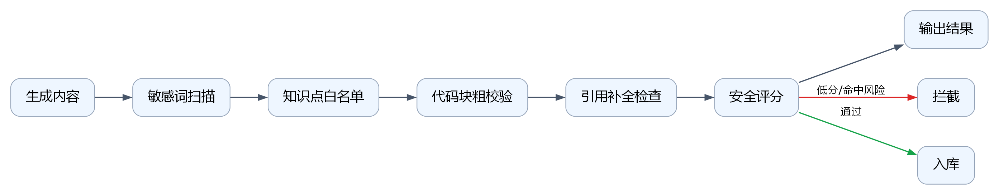 生成内容
敏感词扫描
知识点白名单
代码块粗校验
引用补全检查
安全评分
输出结果
低分/命中风险
拦截
通过
入库